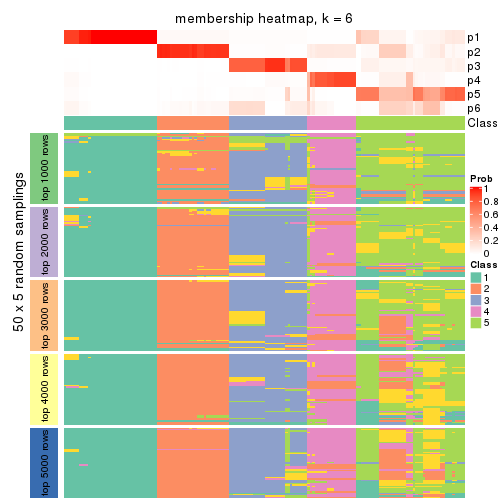 membership heatmap, k = 6
p1
p2
p3
p4
p5
p6
Class
50 x 5 random samplings
top 1000 rows
top 2000 rows
top 3000 rows
top 4000 rows
top 5000 rows
Prob
1
0.8
0.6
0.4
0.2
0
Class
1
2
3
4
5